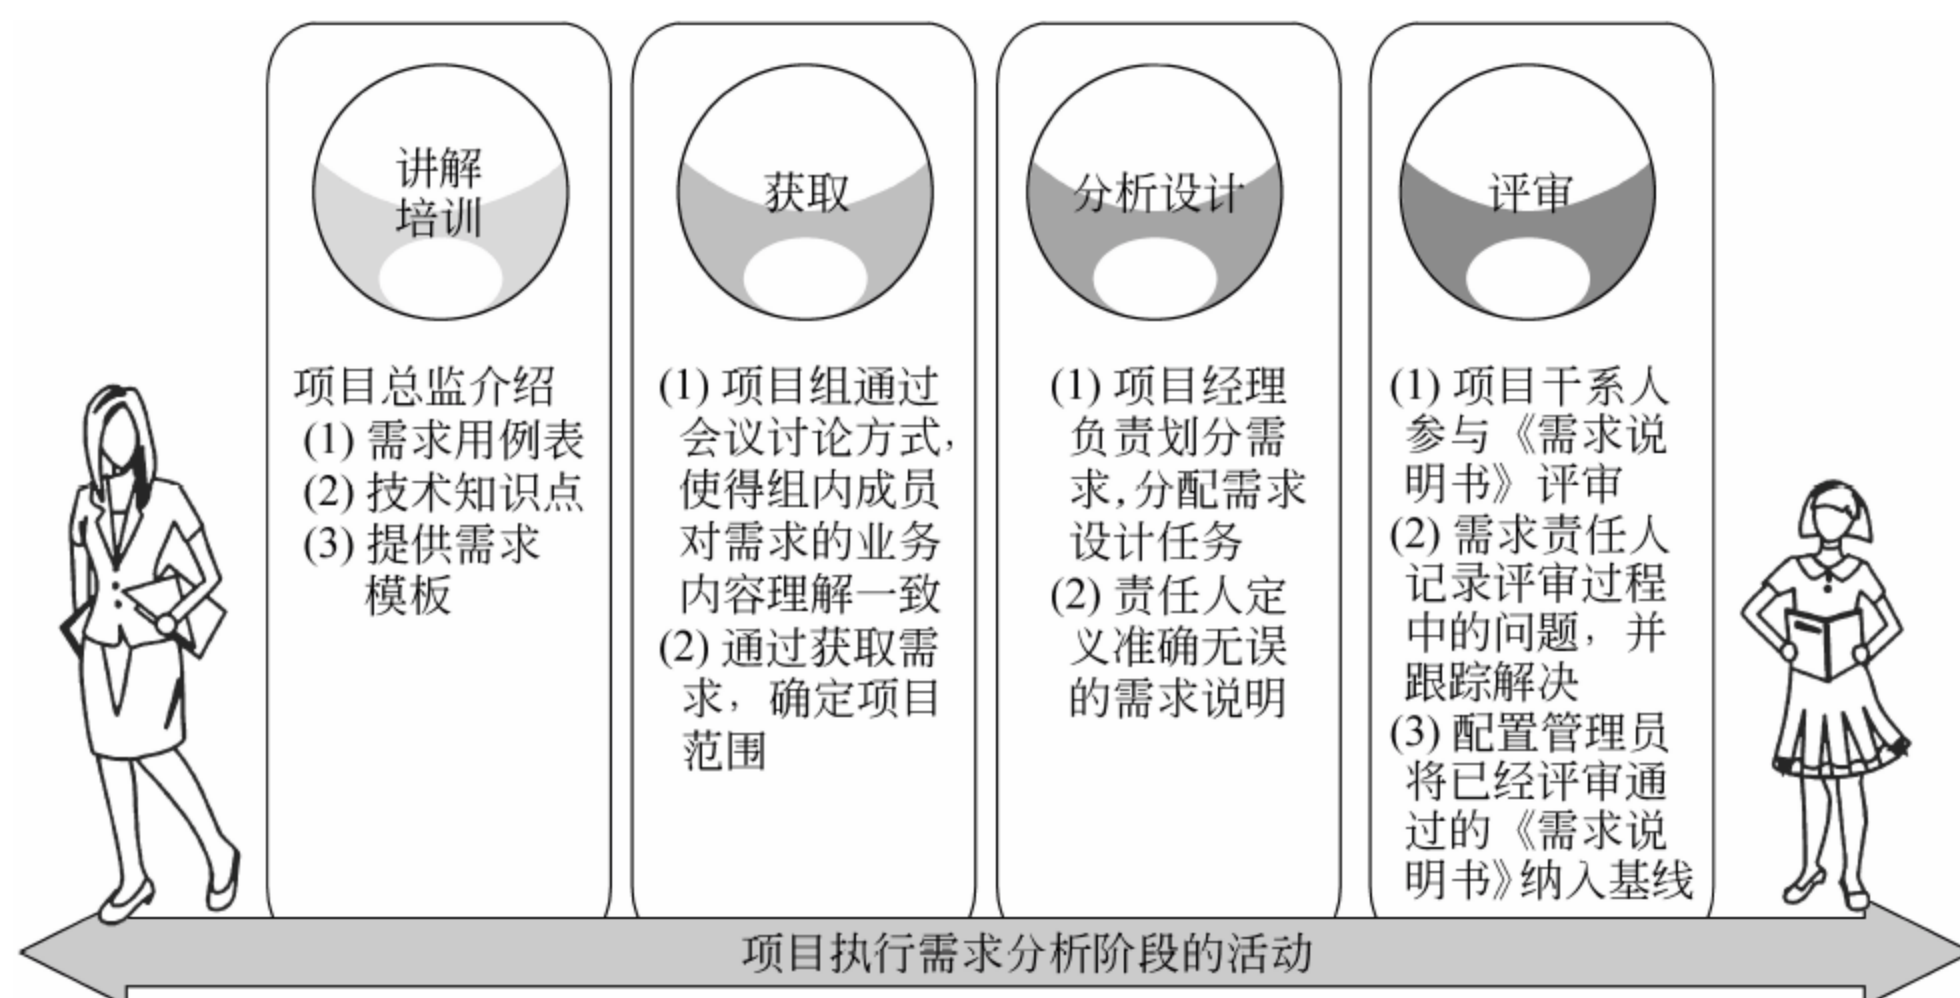 讲解
培训
项目总监介绍
(1) 需求用例表
(2) 技术知识点
(3) 提供需求
模板
获取
(1) 项目组通过
会议讨论方式,
使得组内成员
对需求的业务
内容理解一致
(2) 通过获取需
求，确定项目
范围
分析设计
(1) 项目经理
负责划分需
求,分配需求
设计任务
(2) 责任人定
义准确无误
的需求说明
评审
(1) 项目干系人
参与《需求说
明书》评审
(2) 需求责任人
记录评审过程
中的问题，并
跟踪解决
(3) 配置管理员
将已经评审通
过的《需求说
明书》纳入基线
项目执行需求分析阶段的活动